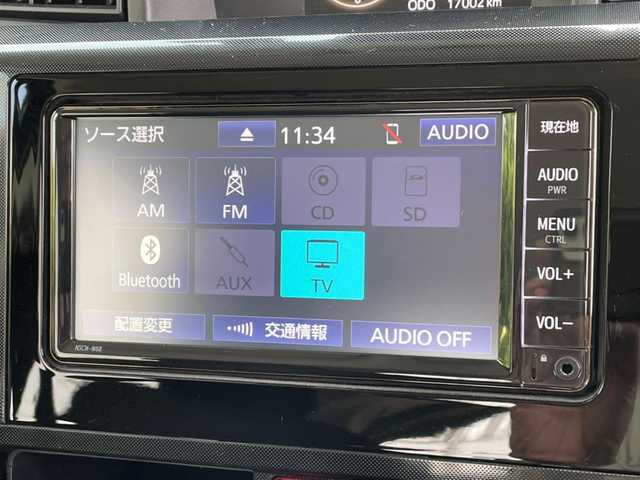 ODO 17002 km
ソース選択
11:34
AUDIO
AM
FM
CD
SD
Bluetooth
AUX
TV
配置変更
交通情報
AUDIO OFF
現在地
AUDIO
PWR
MENU
CTRL
VOL+
VOL−